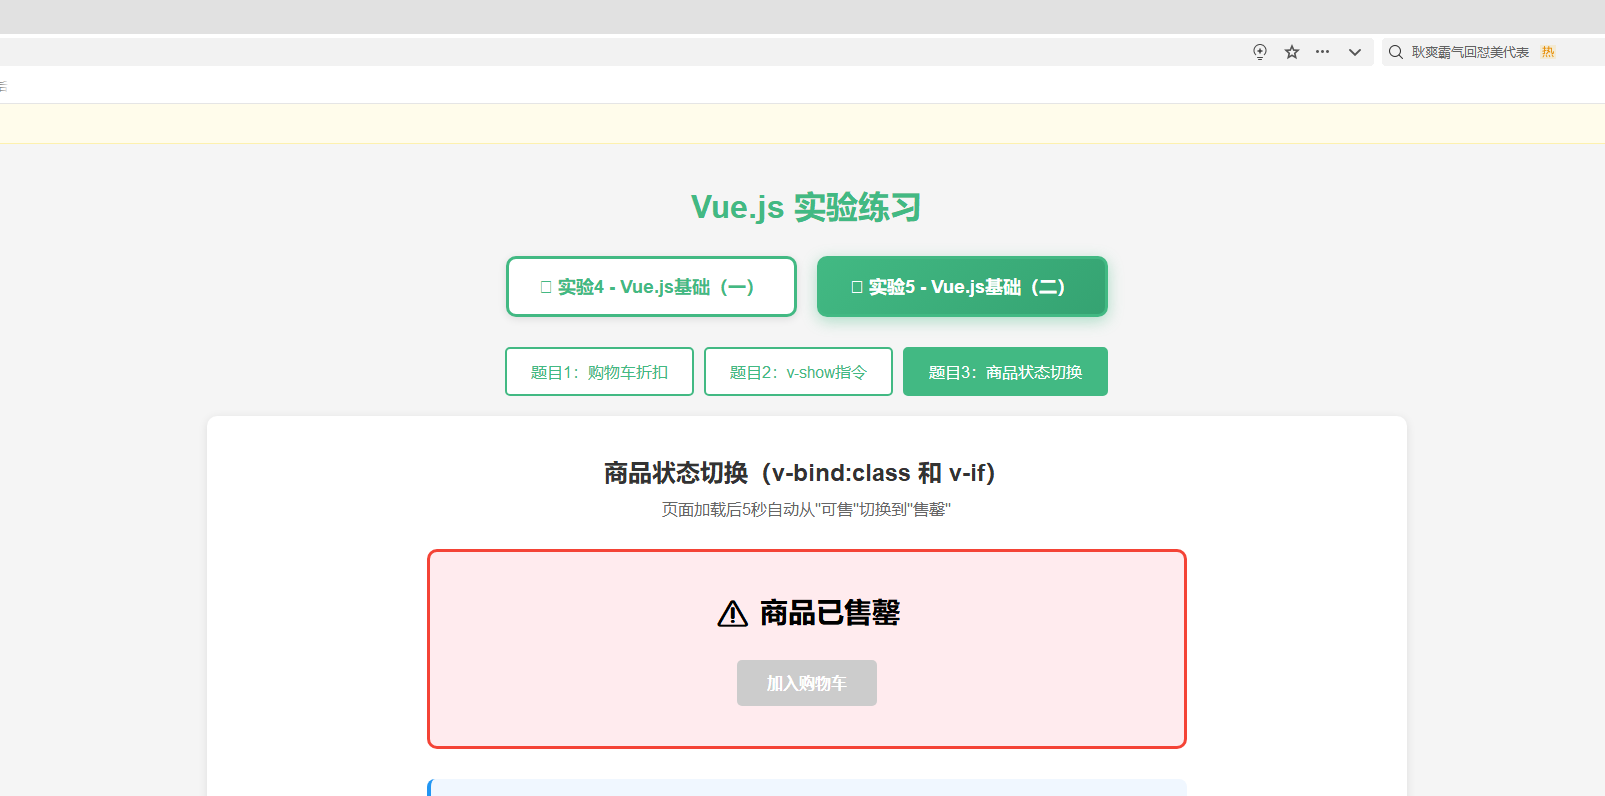 耿爽霸气回怼美代表 热
Vue.js 实验练习
实验4 - Vue.js基础（一）
实验5 - Vue.js基础（二）
题目1：购物车折扣
题目2：v-show指令
题目3：商品状态切换
商品状态切换（v-bind:class 和 v-if）
页面加载后5秒自动从"可售"切换到"售罄"
⚠ 商品已售罄
加入购物车